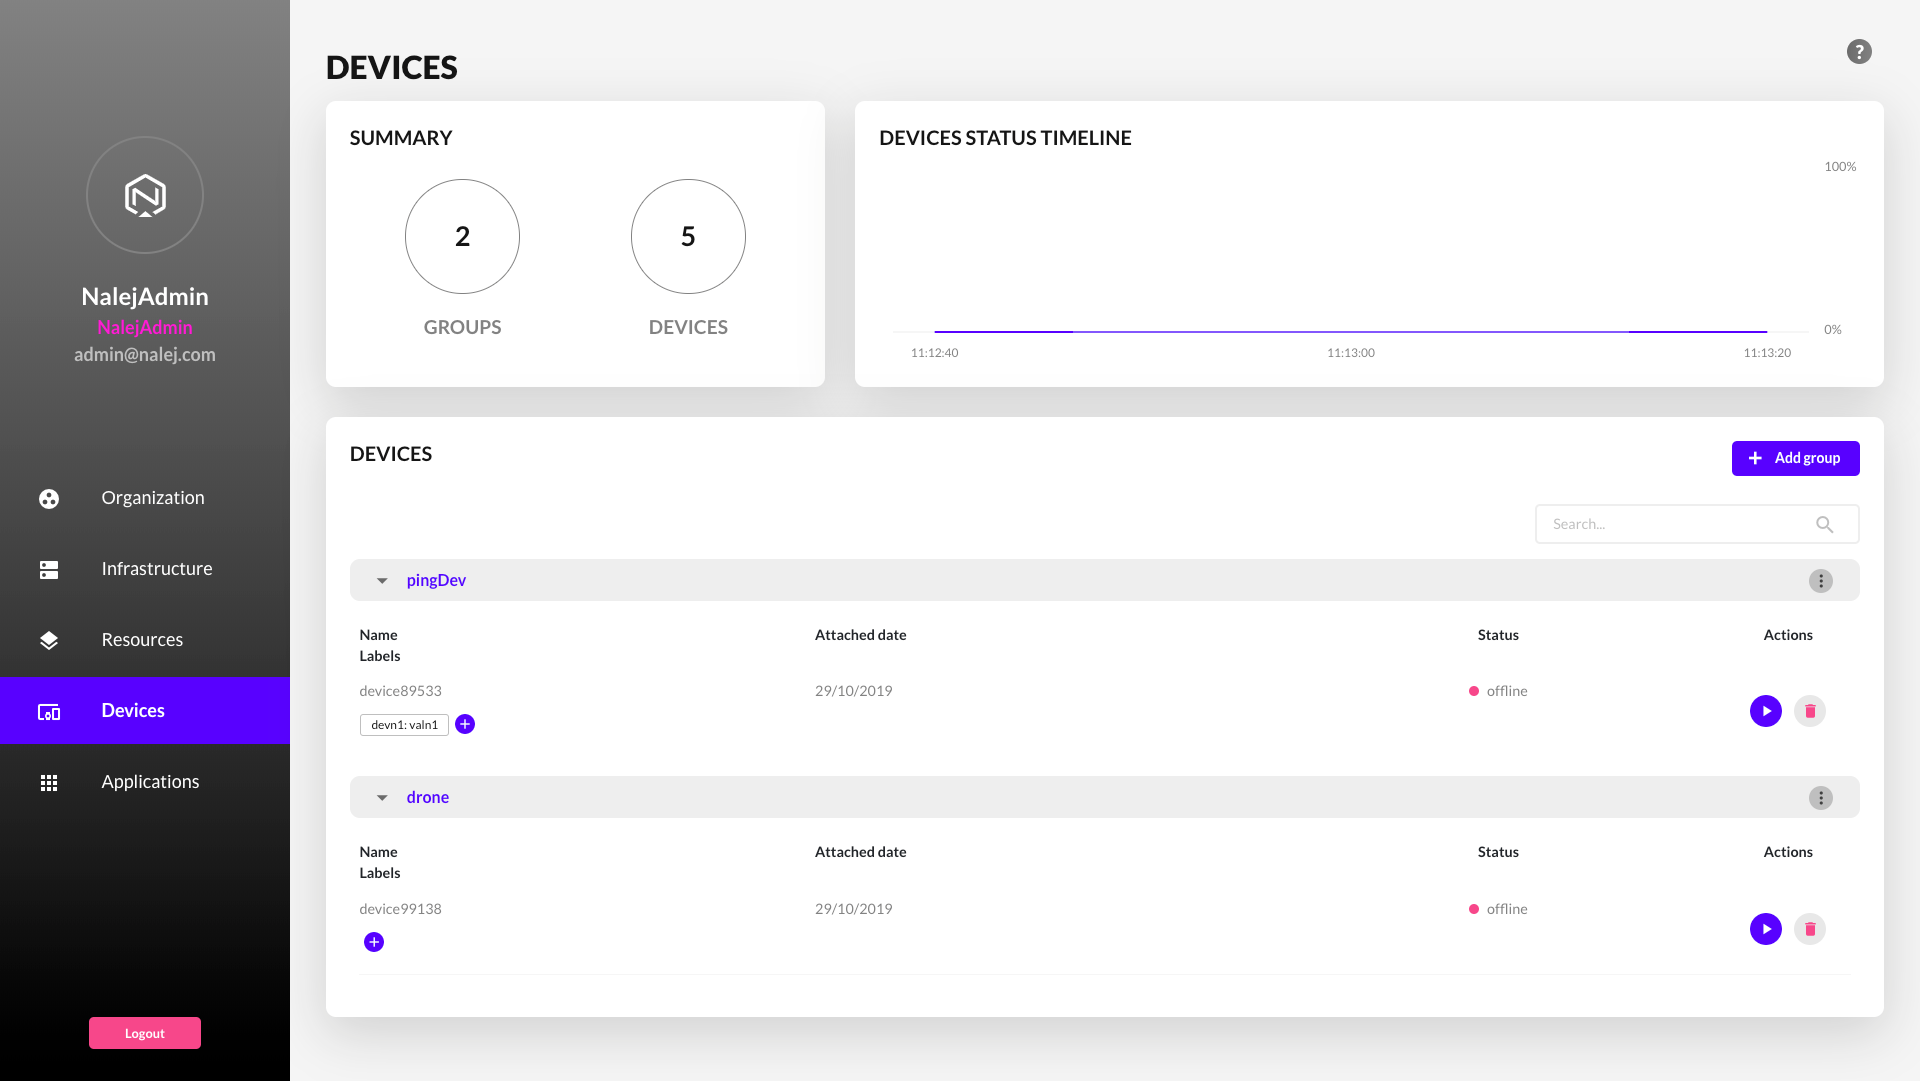 NalejAdmin
NalejAdmin
admin@nalej.com
Organization
Infrastructure
Resources
Devices
Applications
Logout
DEVICES
?
SUMMARY
2
5
GROUPS
DEVICES
DEVICES STATUS TIMELINE
100%
0%
11:12:40
11:13:00
11:13:20
DEVICES
Add group
Search...
pingDev
Name
Attached date
Status
Actions
Labels
device89533
29/10/2019
offline
devn1: valn1
drone
Name
Attached date
Status
Actions
Labels
device99138
29/10/2019
offline